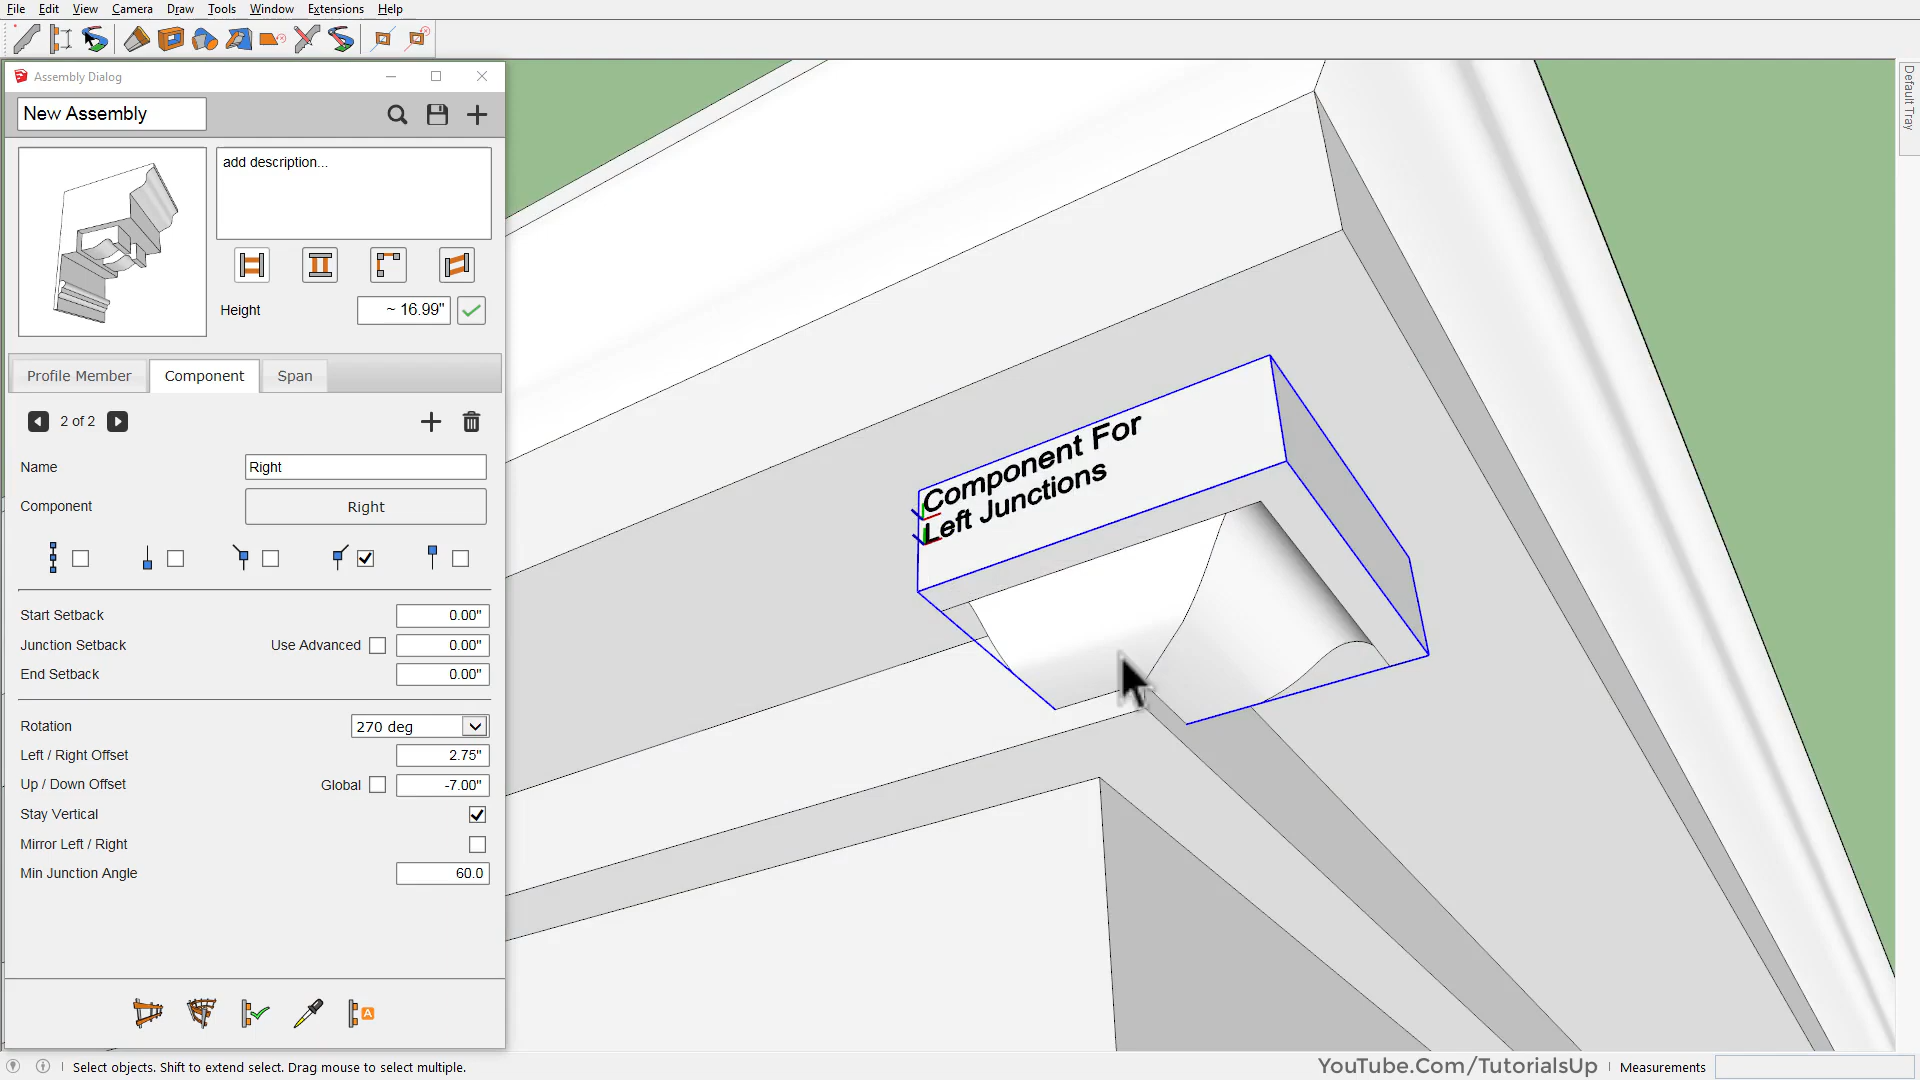 File Edit View Camera Draw Tools Window Extensions Help
Assembly Dialog
New Assembly
add description...
Height ~ 16.99"
Profile Member Component Span
2 of 2
Name Right
Component Right
Start Setback 0.00"
Junction Setback Use Advanced 0.00"
End Setback 0.00"
Rotation 270 deg
Left / Right Offset 2.75"
Up / Down Offset Global -7.00"
Stay Vertical
Mirror Left / Right
Min Junction Angle 60.0
A
Component For
Left Junctions
Default Tray
Select objects. Shift to extend select. Drag mouse to select multiple.
YouTube.Com/TutorialsUp
Measurements